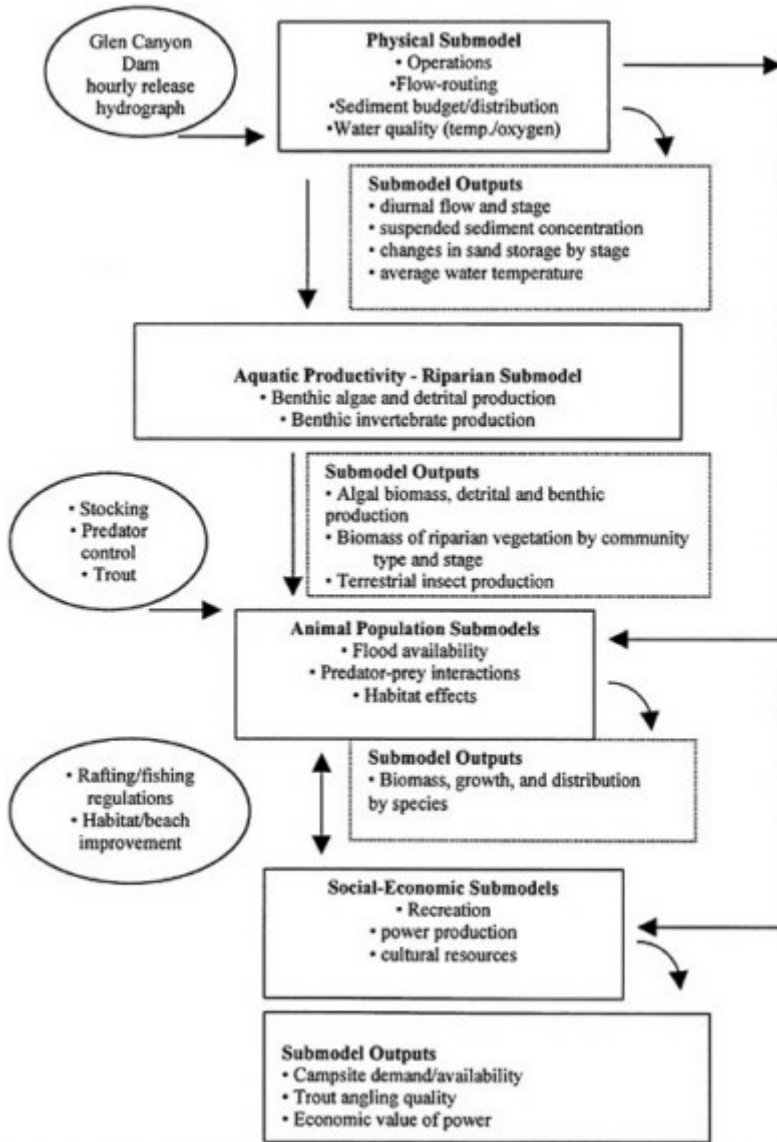 Glen Canyon
Dam
hourly release
hydrograph
Physical Submodel
• Operations
• Flow-routing
•Sediment budget/distribution
•Water quality (temp./oxygen)
Submodel Outputs
• diurnal flow and stage
• suspended sediment concentration
• changes in sand storage by stage
• average water temperature
Aquatic Productivity - Riparian Submodel
• Benthic algae and detrital production
• Benthic invertebrate production
Submodel Outputs
• Algal biomass, detrital and benthic
production
• Biomass of riparian vegetation by community
type and stage
• Terrestrial insect production
• Stocking
• Predator
control
• Trout
Animal Population Submodels
• Flood availability
• Predator-prey interactions
• Habitat effects
Submodel Outputs
• Biomass, growth, and distribution
by species
• Rafting/fishing
regulations
• Habitat/beach
improvement
Social-Economic Submodels
• Recreation
• power production
• cultural resources
Submodel Outputs
• Campsite demand/availability
• Trout angling quality
• Economic value of power